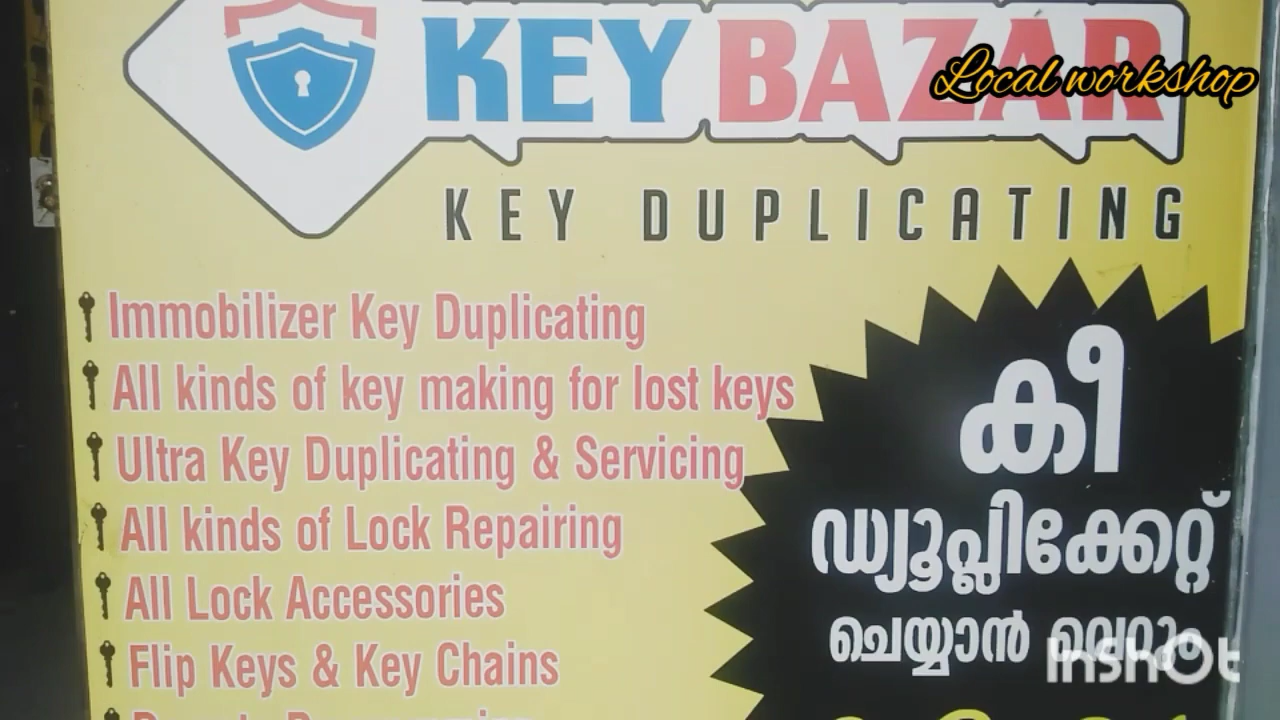 KEY BAZAR
Local workshop
KEY DUPLICATING
Immobilizer Key Duplicating
All kinds of key making for lost keys
Ultra Key Duplicating & Servicing
All kinds of Lock Repairing
All Lock Accessories
Flip Keys & Key Chains
കീ
ഡ്യൂപ്ലിക്കേറ്റ്
ചെയ്യാൻ വെറും
InShOt